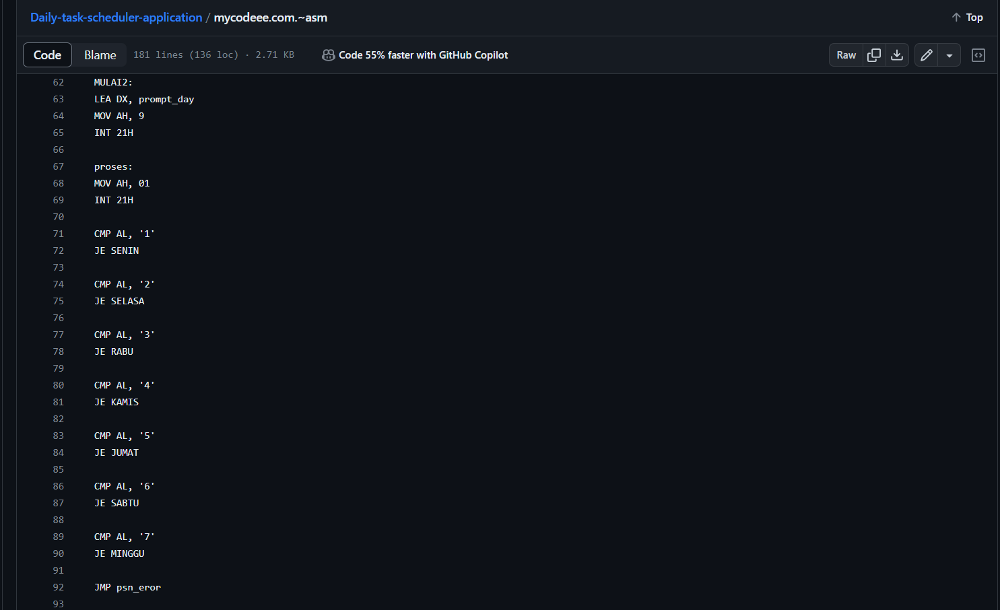 Daily-task-scheduler-application / mycodeee.com.~asm
Top
Code Blame 181 lines (136 loc) · 2.71 KB Code 55% faster with GitHub Copilot Raw
62 MULAI2:
63 LEA DX, prompt_day
64 MOV AH, 9
65 INT 21H
66
67 proses:
68 MOV AH, 01
69 INT 21H
70
71 CMP AL, '1'
72 JE SENIN
73
74 CMP AL, '2'
75 JE SELASA
76
77 CMP AL, '3'
78 JE RABU
79
80 CMP AL, '4'
81 JE KAMIS
82
83 CMP AL, '5'
84 JE JUMAT
85
86 CMP AL, '6'
87 JE SABTU
88
89 CMP AL, '7'
90 JE MINGGU
91
92 JMP psn_eror
93